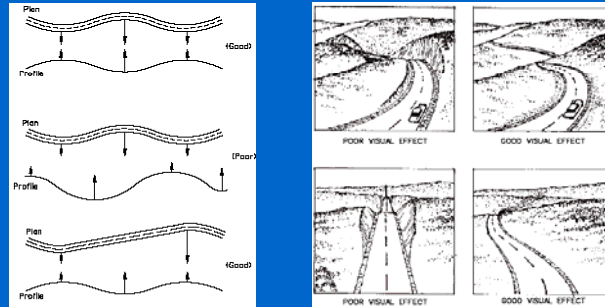 Plan
(Good)
Profile
Plan
(Poor)
Profile
Plan
(Good)
Profile
POOR VISUAL EFFECT
GOOD VISUAL EFFECT
POOR VISUAL EFFECT
GOOD VISUAL EFFECT